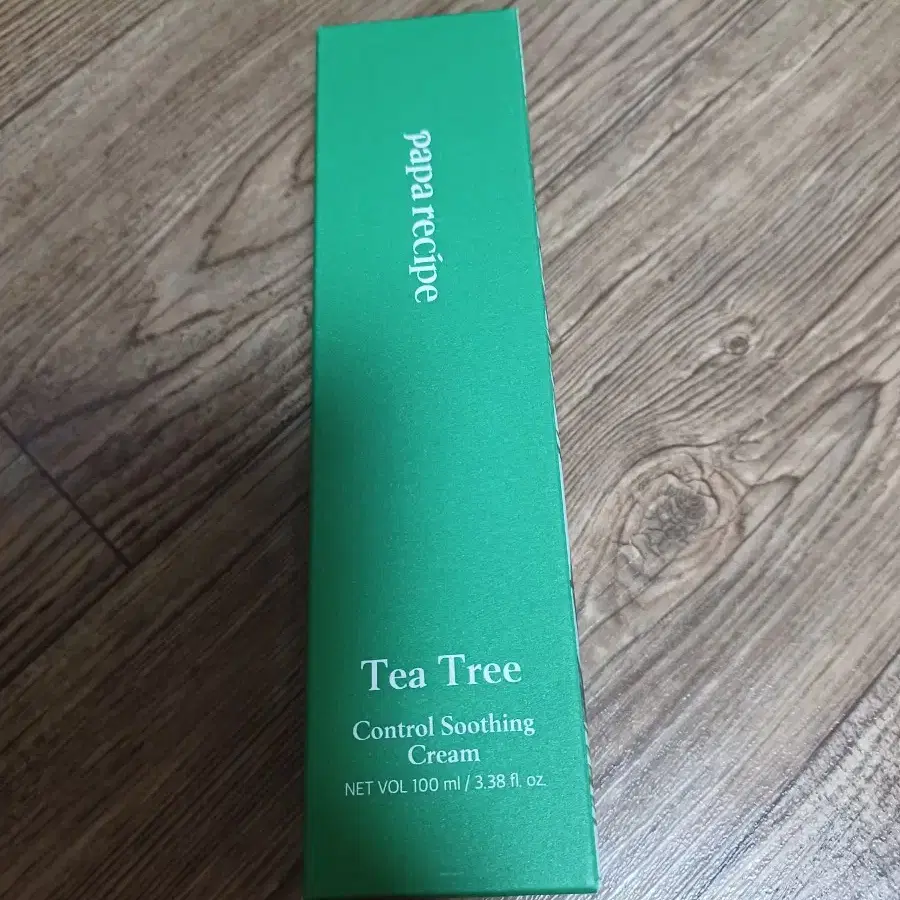 papa recipe
Tea Tree
Control Soothing
Cream
NET VOL 100 ml / 3.38 fl. oz.